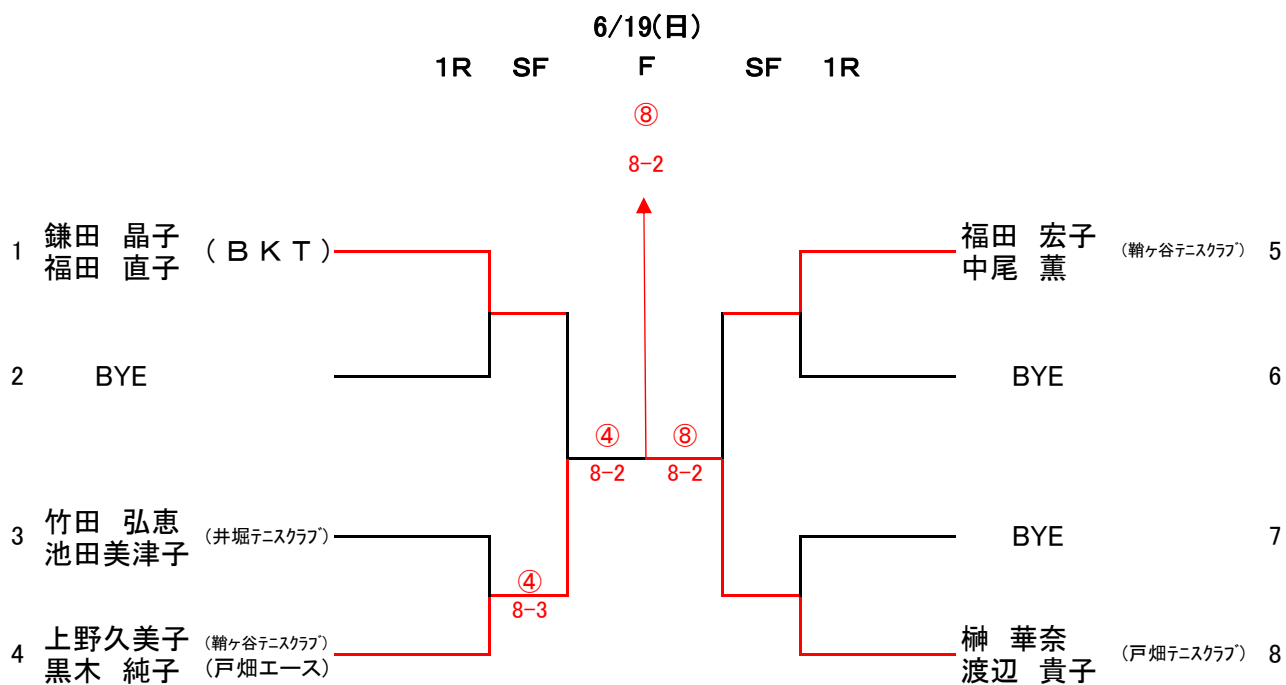 6/19(日)
1R SF F SF 1R
⑧
8-2
1 鎌田 晶子 福田 直子 (BKT)
福田 宏子 中尾 薫 (鞘ヶ谷ﾃﾆｽｸﾗﾌﾞ) 5
2 BYE
BYE 6
④ ⑧
8-2 8-2
3 竹田 弘恵 池田美津子 (井堀ﾃﾆｽｸﾗﾌﾞ)
BYE 7
④
8-3
4 上野久美子 (鞘ヶ谷ﾃﾆｽｸﾗﾌﾞ)
黒木 純子 (戸畑エース)
榊 華奈 渡辺 貴子 (戸畑ﾃﾆｽｸﾗﾌﾞ) 8